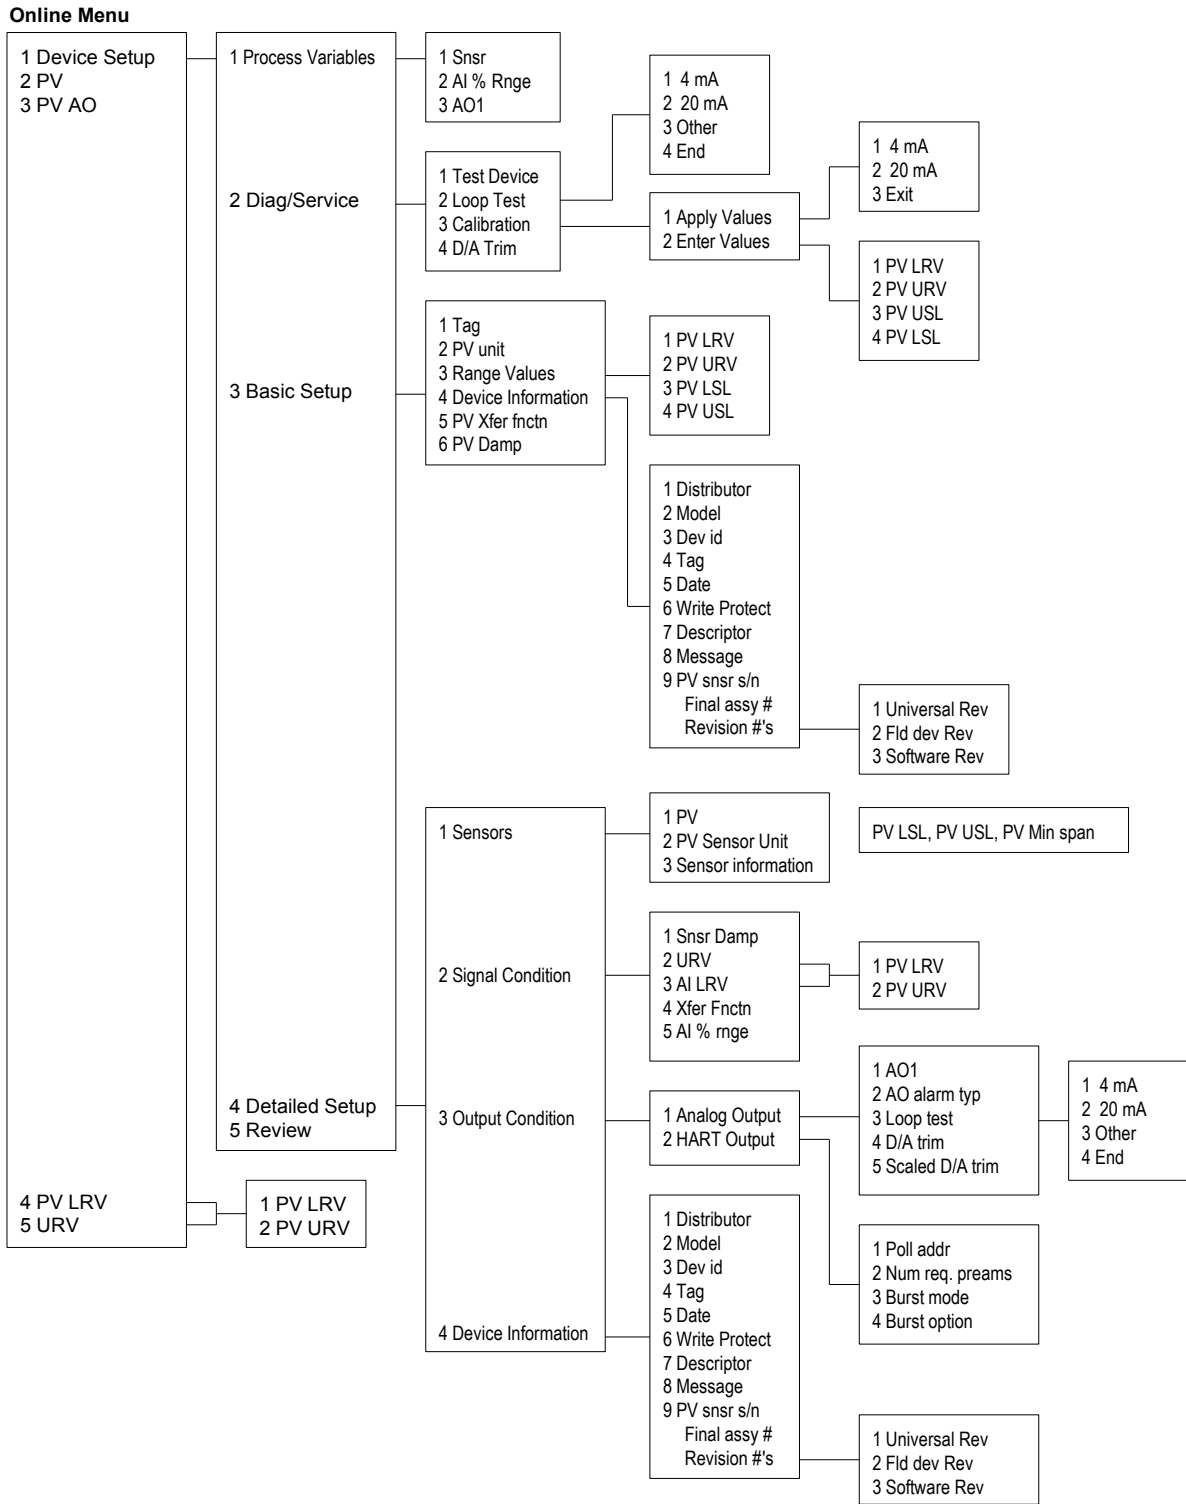 Online Menu
1 Device Setup
2 PV
3 PV AO
4 PV LRV
5 URV
1 PV LRV
2 PV URV
1 Process Variables
2 Diag/Service
3 Basic Setup
4 Detailed Setup
5 Review
1 Snsr
2 AI % Rnge
3 AO1
1 Test Device
2 Loop Test
3 Calibration
4 D/A Trim
1 4 mA
2 20 mA
3 Other
4 End
1 Apply Values
2 Enter Values
1 4 mA
2 20 mA
3 Exit
1 PV LRV
2 PV URV
3 PV USL
4 PV LSL
1 Tag
2 PV unit
3 Range Values
4 Device Information
5 PV Xfer fnctn
6 PV Damp
1 PV LRV
2 PV URV
3 PV LSL
4 PV USL
1 Distributor
2 Model
3 Dev id
4 Tag
5 Date
6 Write Protect
7 Descriptor
8 Message
9 PV snsr s/n
Final assy #
Revision #'s
1 Universal Rev
2 Fld dev Rev
3 Software Rev
1 Sensors
2 Signal Condition
3 Output Condition
4 Device Information
1 PV
2 PV Sensor Unit
3 Sensor information
PV LSL, PV USL, PV Min span
1 Snsr Damp
2 URV
3 AI LRV
4 Xfer Fnctn
5 AI % rnge
1 PV LRV
2 PV URV
1 Analog Output
2 HART Output
1 AO1
2 AO alarm typ
3 Loop test
4 D/A trim
5 Scaled D/A trim
1 4 mA
2 20 mA
3 Other
4 End
1 Poll addr
2 Num req. preams
3 Burst mode
4 Burst option
1 Distributor
2 Model
3 Dev id
4 Tag
5 Date
6 Write Protect
7 Descriptor
8 Message
9 PV snsr s/n
Final assy #
Revision #'s
1 Universal Rev
2 Fld dev Rev
3 Software Rev